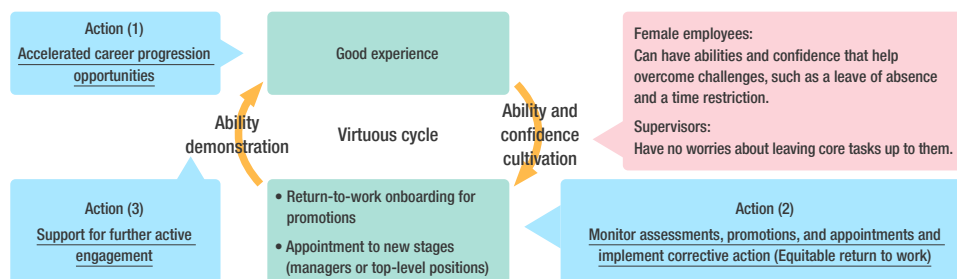 Action (1)
Accelerated career progression
opportunities
Good experience
Female employees:
Can have abilities and confidence that help
overcome challenges, such as a leave of absence
and a time restriction.
Supervisors:
Have no worries about leaving core tasks up to them.
Ability
demonstration
Virtuous cycle
Ability and
confidence
cultivation
Action (3)
Support for further active
engagement
• Return-to-work onboarding for
promotions
• Appointment to new stages
(managers or top-level positions)
Action (2)
Monitor assessments, promotions, and appointments and
implement corrective action (Equitable return to work)